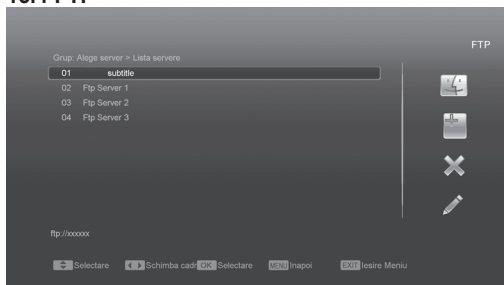 FTP
Grup: Alege server > Lista servere
01 subtitle
02 Ftp Server 1
03 Ftp Server 2
04 Ftp Server 3
ftp://xxxxxx
Selectare Schimba cadr OK Selectare MENU Inapoi EXIT Iesire Meniu